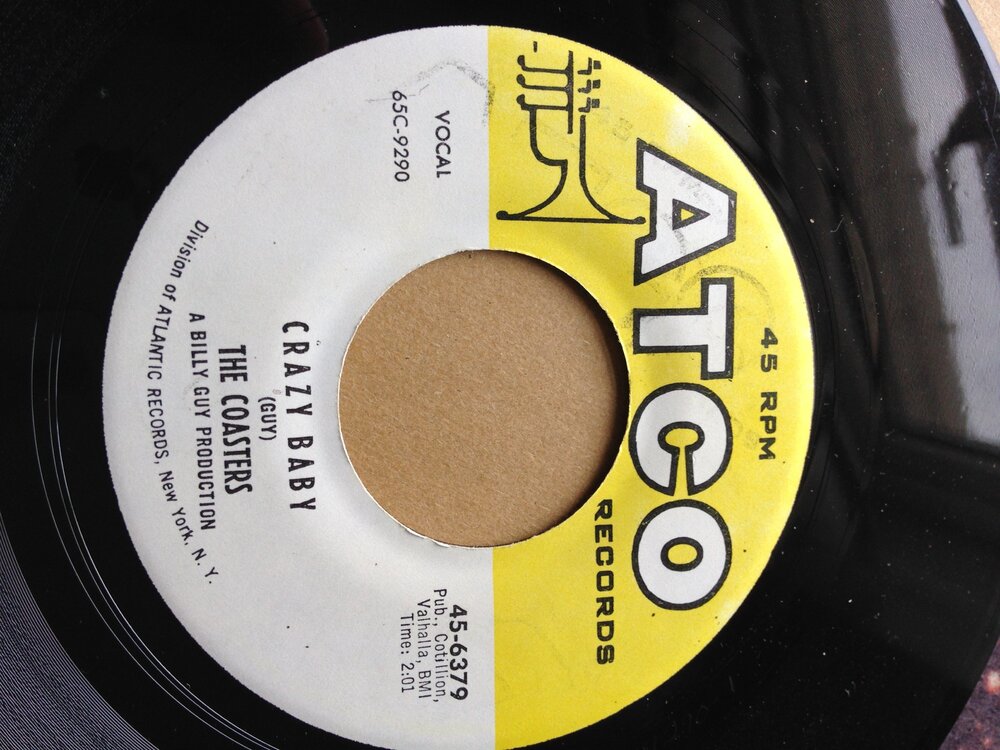 45 RPM
ATCO
RECORDS
VOCAL
65C-9290
45-6379
Pub., Cotillion,
Valhalla, BMI
Time: 2:01
CRAZY BABY
(GUY)
THE COASTERS
A BILLY GUY PRODUCTION
Division of ATLANTIC RECORDS, New York, N. Y.